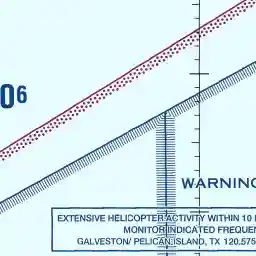 06
WARNING
EXTENSIVE HELICOPTER ACTIVITY WITHIN 10
MONITOR INDICATED FREQUEN
GALVESTON/ PELICAN ISLAND, TX 120.575